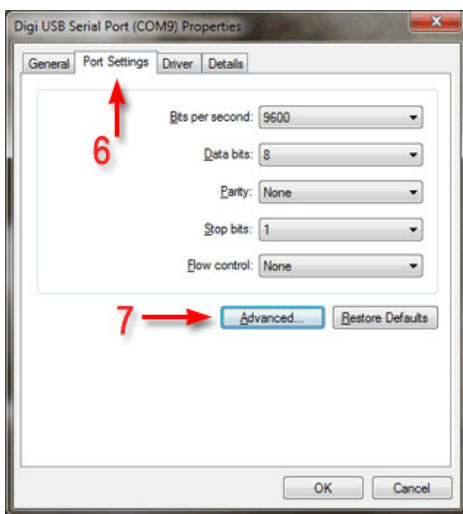 Digi USB Serial Port (COM9) Properties
General Port Settings Driver Details
6
Bits per second: 9600
Data bits: 8
Parity: None
Stop bits: 1
Flow control: None
7 Advanced... Restore Defaults
OK Cancel